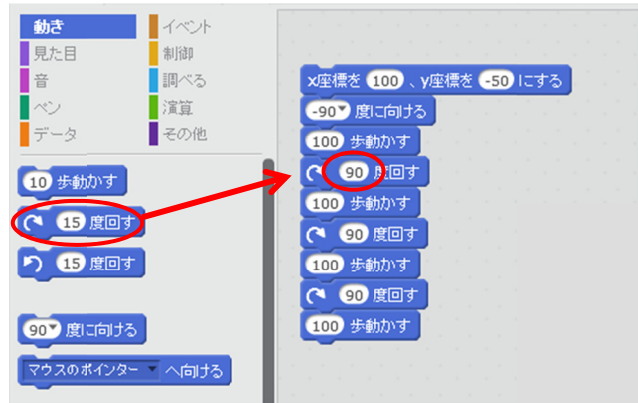 動き イベント
見た目 制御
音 調べる
ペン 演算
データ その他
10 歩動かす
15 度回す
15 度回す
90 度に向ける
マウスのポインター へ向ける
x座標を 100 、y座標を -50 にする
-90 度に向ける
100 歩動かす
90 度回す
100 歩動かす
90 度回す
100 歩動かす
90 度回す
100 歩動かす